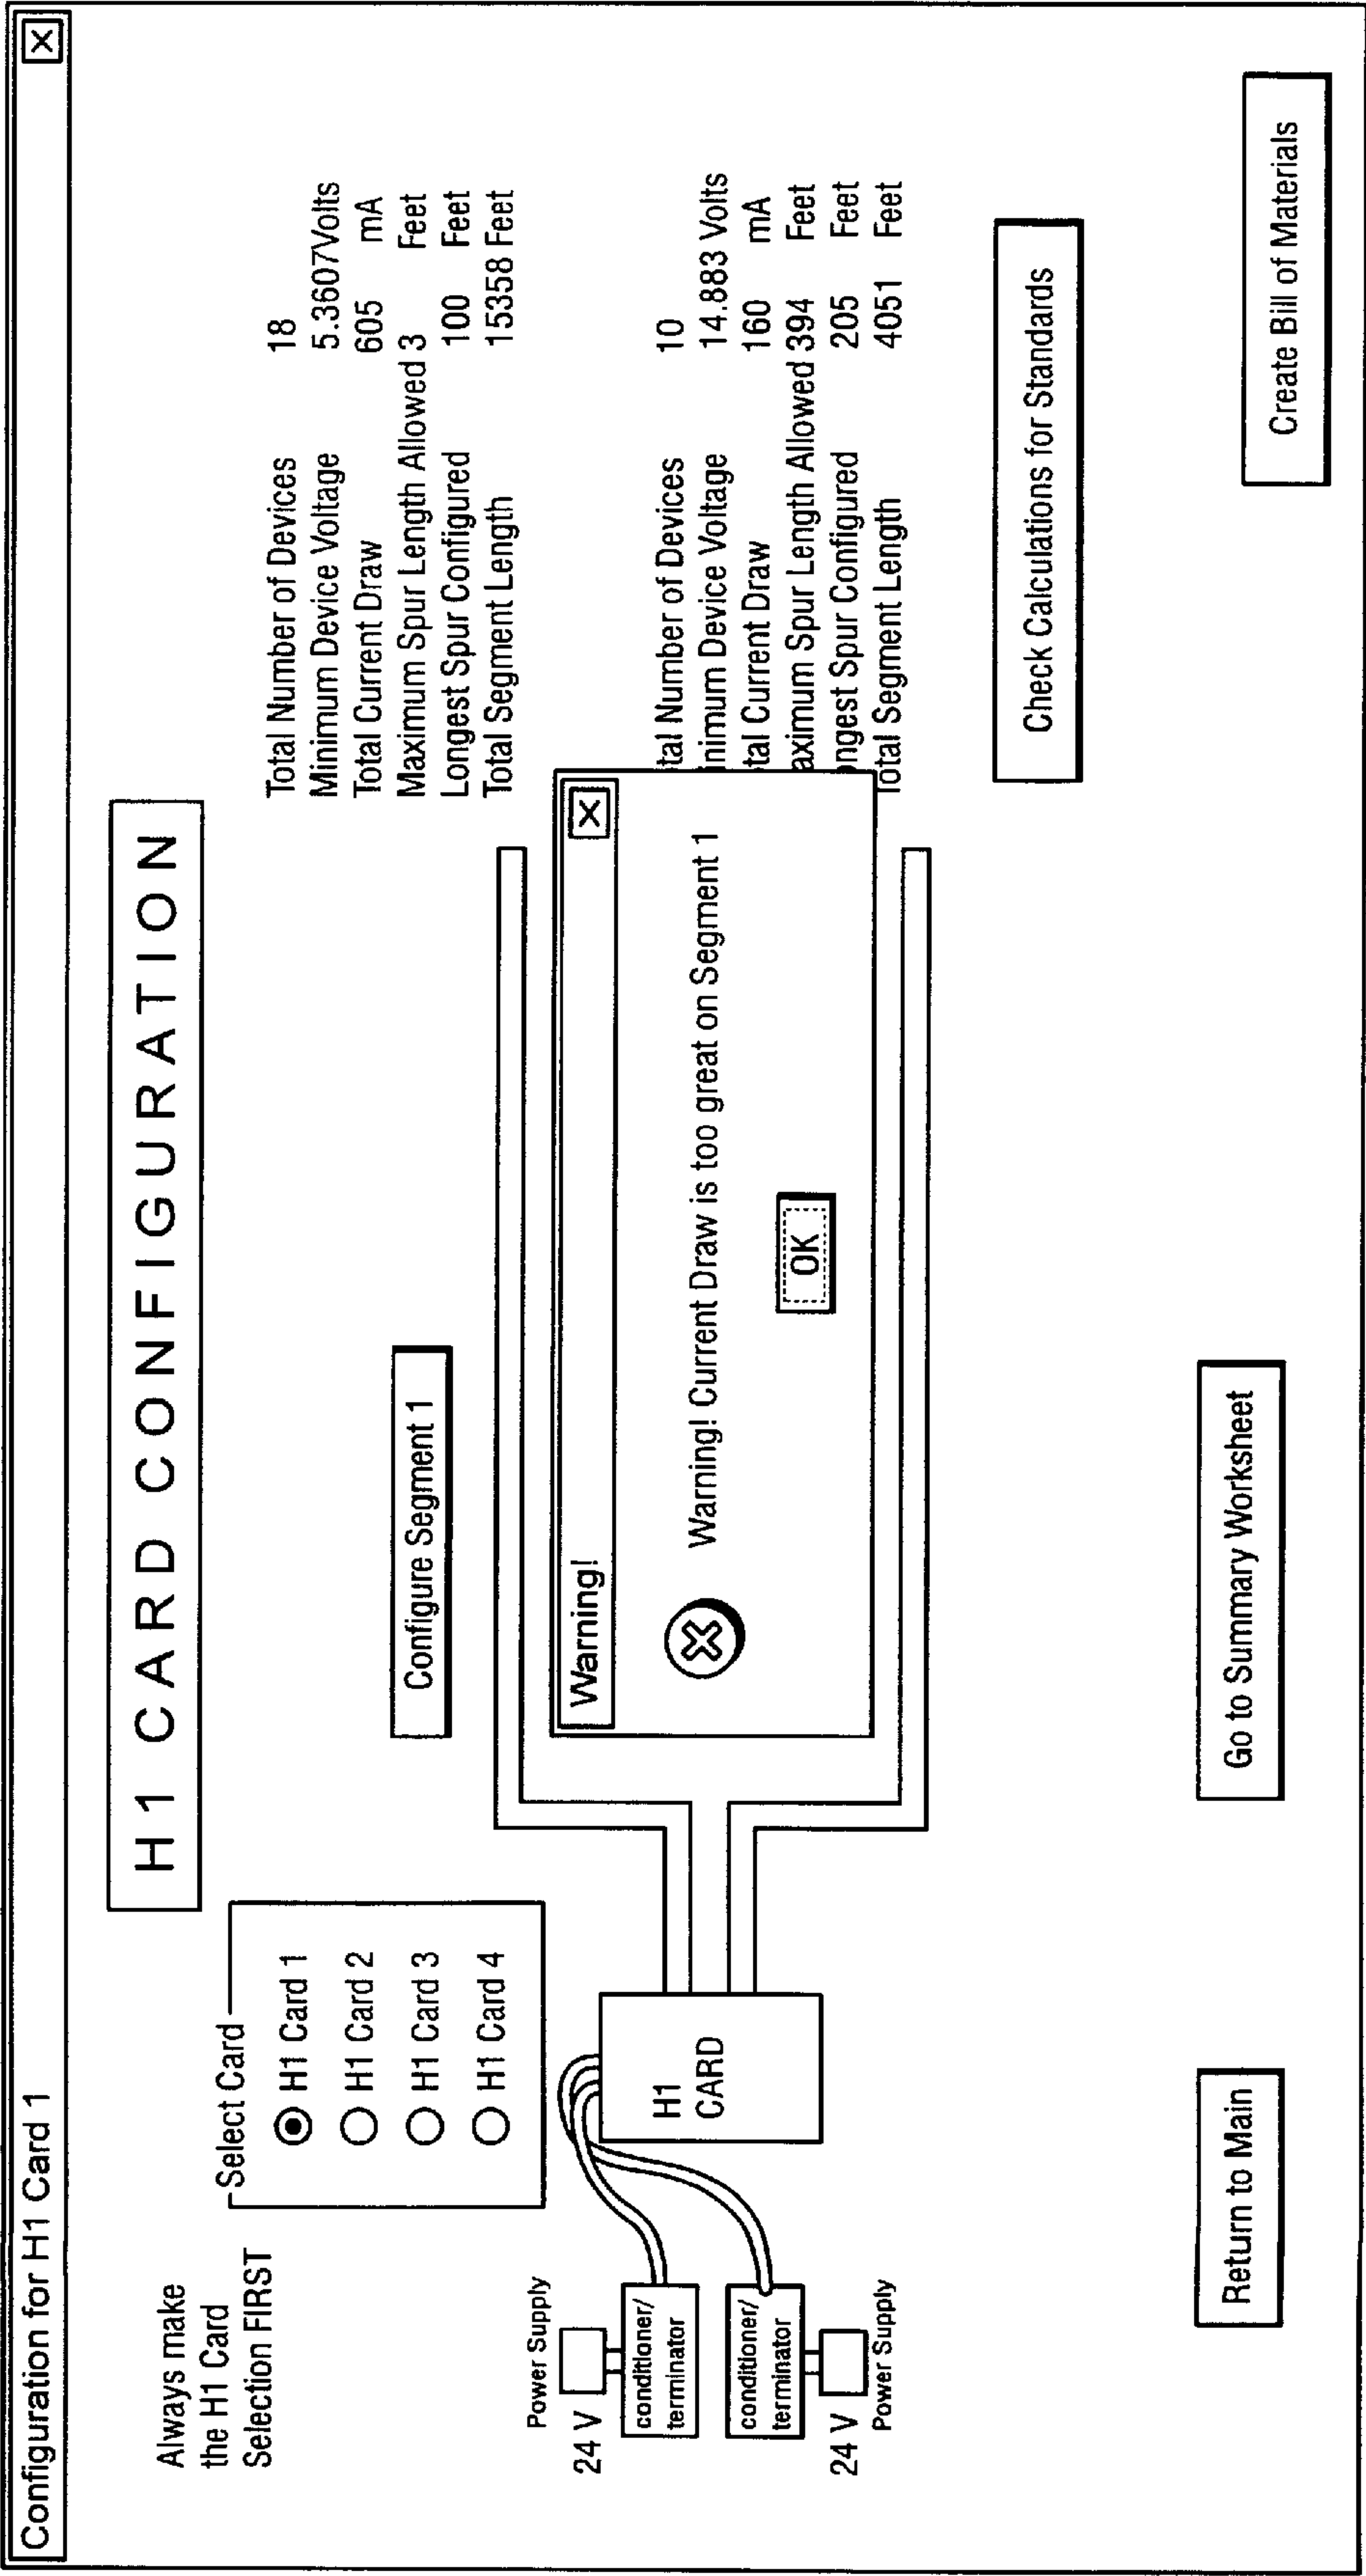 Configuration for H1 Card 1
H1 CARD CONFIGURATION
Always make
the H1 Card
Selection FIRST
Select Card
H1 Card 1
H1 Card 2
H1 Card 3
H1 Card 4
Configure Segment 1
Total Number of Devices 18
Minimum Device Voltage 5.3607Volts
Total Current Draw 605 mA
Maximum Spur Length Allowed 3 Feet
Longest Spur Configured 100 Feet
Total Segment Length 15358 Feet
Power Supply
24 V
conditioner/
terminator
H1
CARD
conditioner/
terminator
24 V
Power Supply
Warning!
Warning! Current Draw is too great on Segment 1
OK
tal Number of Devices 10
nimum Device Voltage 14.883 Volts
tal Current Draw 160 mA
aximum Spur Length Allowed 394 Feet
ngest Spur Configured 205 Feet
Total Segment Length 4051 Feet
Check Calculations for Standards
Return to Main
Go to Summary Worksheet
Create Bill of Materials